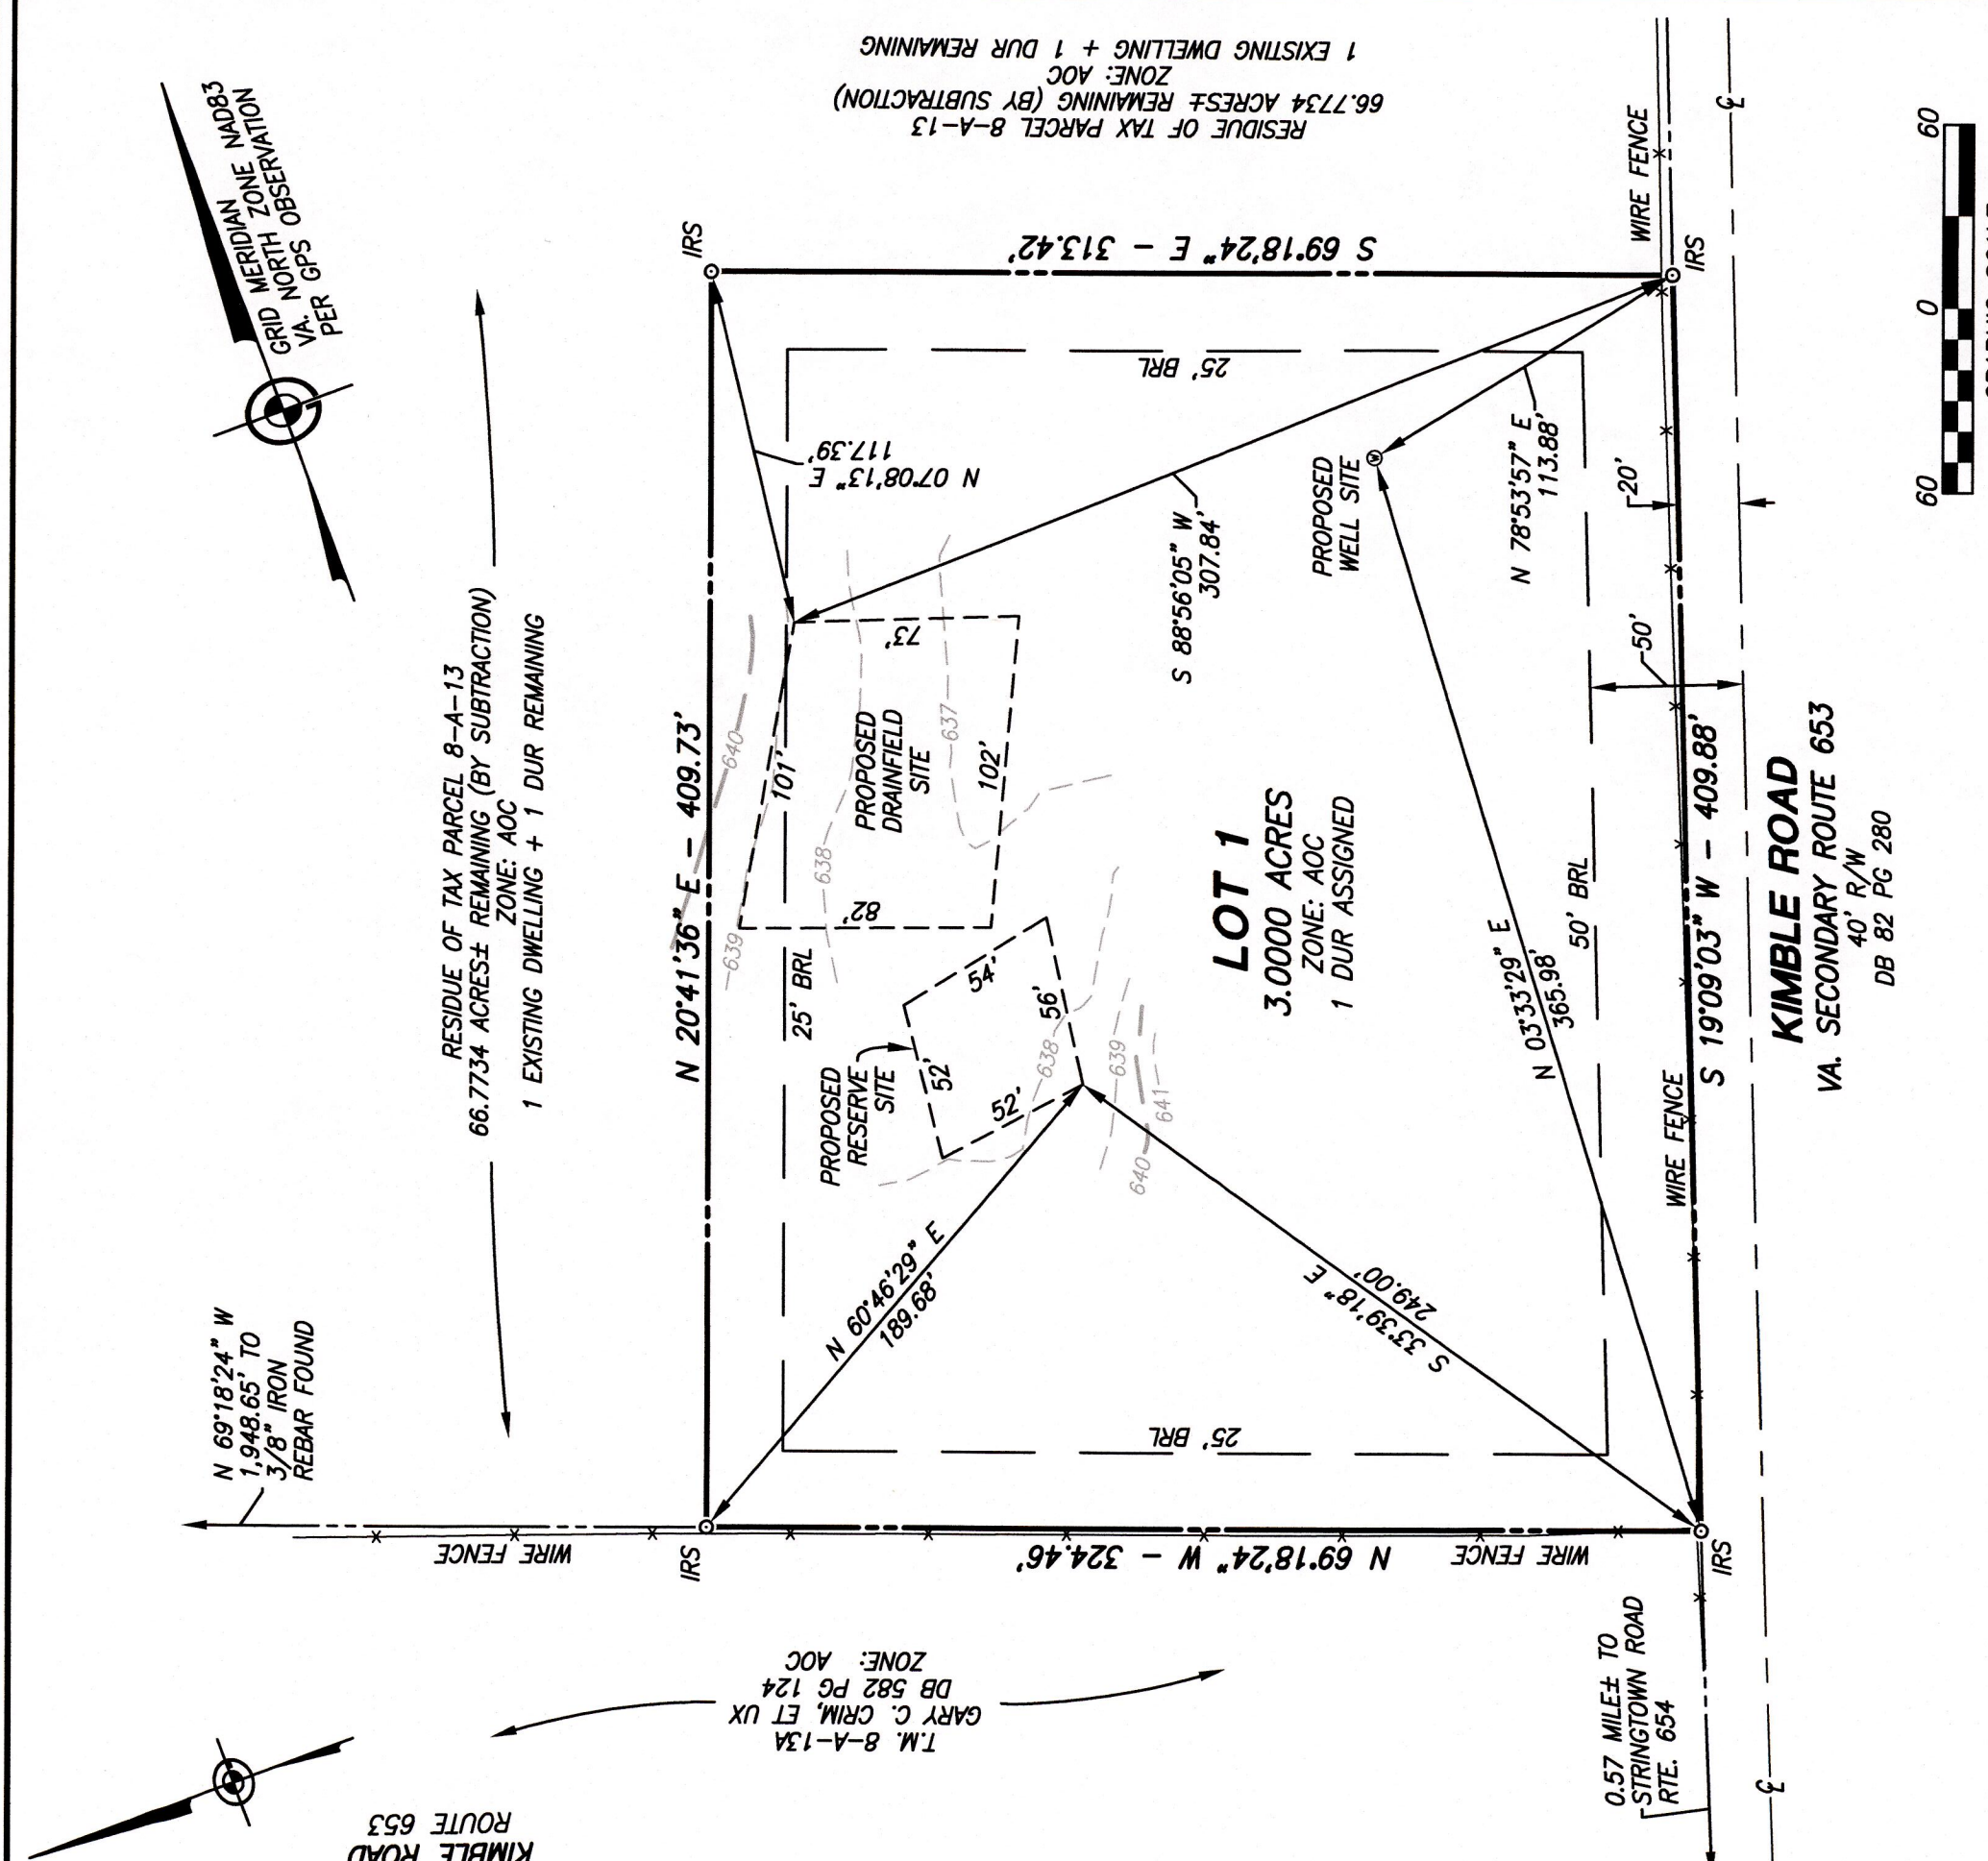 GRID MERIDIAN NAD83
VA. NORTH ZONE
PER GPS OBSERVATION
RESIDUE OF TAX PARCEL 8-A-13
66.7734 ACRES± REMAINING (BY SUBTRACTION)
ZONE: AOC
1 EXISTING DWELLING + 1 DUR REMAINING
RESIDUE OF TAX PARCEL 8-A-13
66.7734 ACRES± REMAINING (BY SUBTRACTION)
ZONE: AOC
1 EXISTING DWELLING + 1 DUR REMAINING
N 69°18'24" W
1,948.65' TO
3/8" IRON
REBAR FOUND
WIRE FENCE
IRS
N 20°41'36" E - 409.73'
IRS
S 69°18'24" E - 313.42'
IRS
WIRE FENCE
℄
25' BRL
N 07°08'13" E
117.39'
S 88°56'05" W
307.84'
PROPOSED
WELL SITE
W
N 78°53'57" E
113.88'
20'
50'
73'
101'
102'
82'
PROPOSED
DRAINFIELD
SITE
640
639
638
637
25' BRL
PROPOSED
RESERVE
SITE
54'
56'
52'
52'
638
639
640
641
LOT 1
3.0000 ACRES
ZONE: AOC
1 DUR ASSIGNED
N 60°46'29" E
189.68'
S 33°39'18" E
249.00'
N 03°33'29" E
365.98'
50' BRL
25' BRL
N 69°18'24" W - 324.46'
WIRE FENCE
IRS
WIRE FENCE
S 19°09'03" W - 409.88'
KIMBLE ROAD
VA. SECONDARY ROUTE 653
40' R/W
DB 82 PG 280
T.M. 8-A-13A
GARY C. CRIM, ET UX
DB 582 PG 124
ZONE: AOC
0.57 MILE± TO
STRINGTOWN ROAD
RTE. 654
℄
KIMBLE ROAD
ROUTE 653
60 0 60